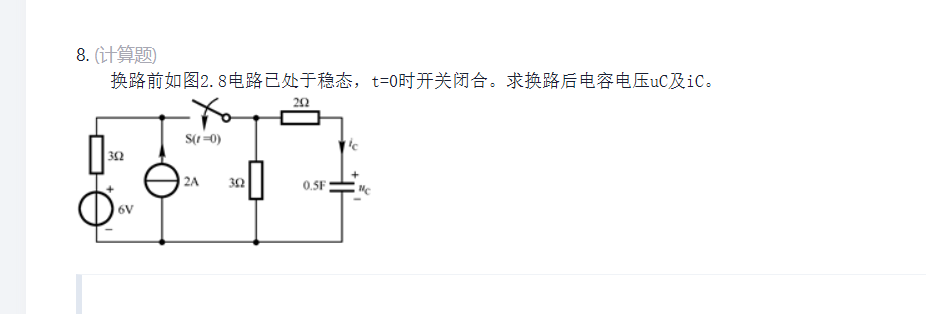 8. (计算题)
换路前如图2.8电路已处于稳态，t=0时开关闭合。求换路后电容电压uC及iC。
2Ω
S(t=0)
iC
3Ω
+
2A
3Ω
0.5F
+
uC
−
+
6V
−